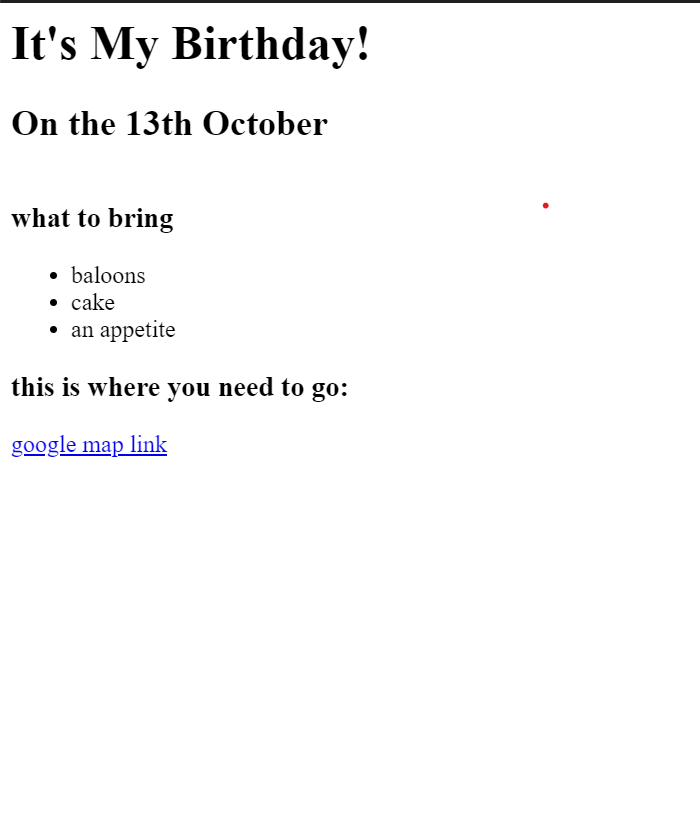 It's My Birthday!
On the 13th October
what to bring
baloons
cake
an appetite
this is where you need to go:
google map link